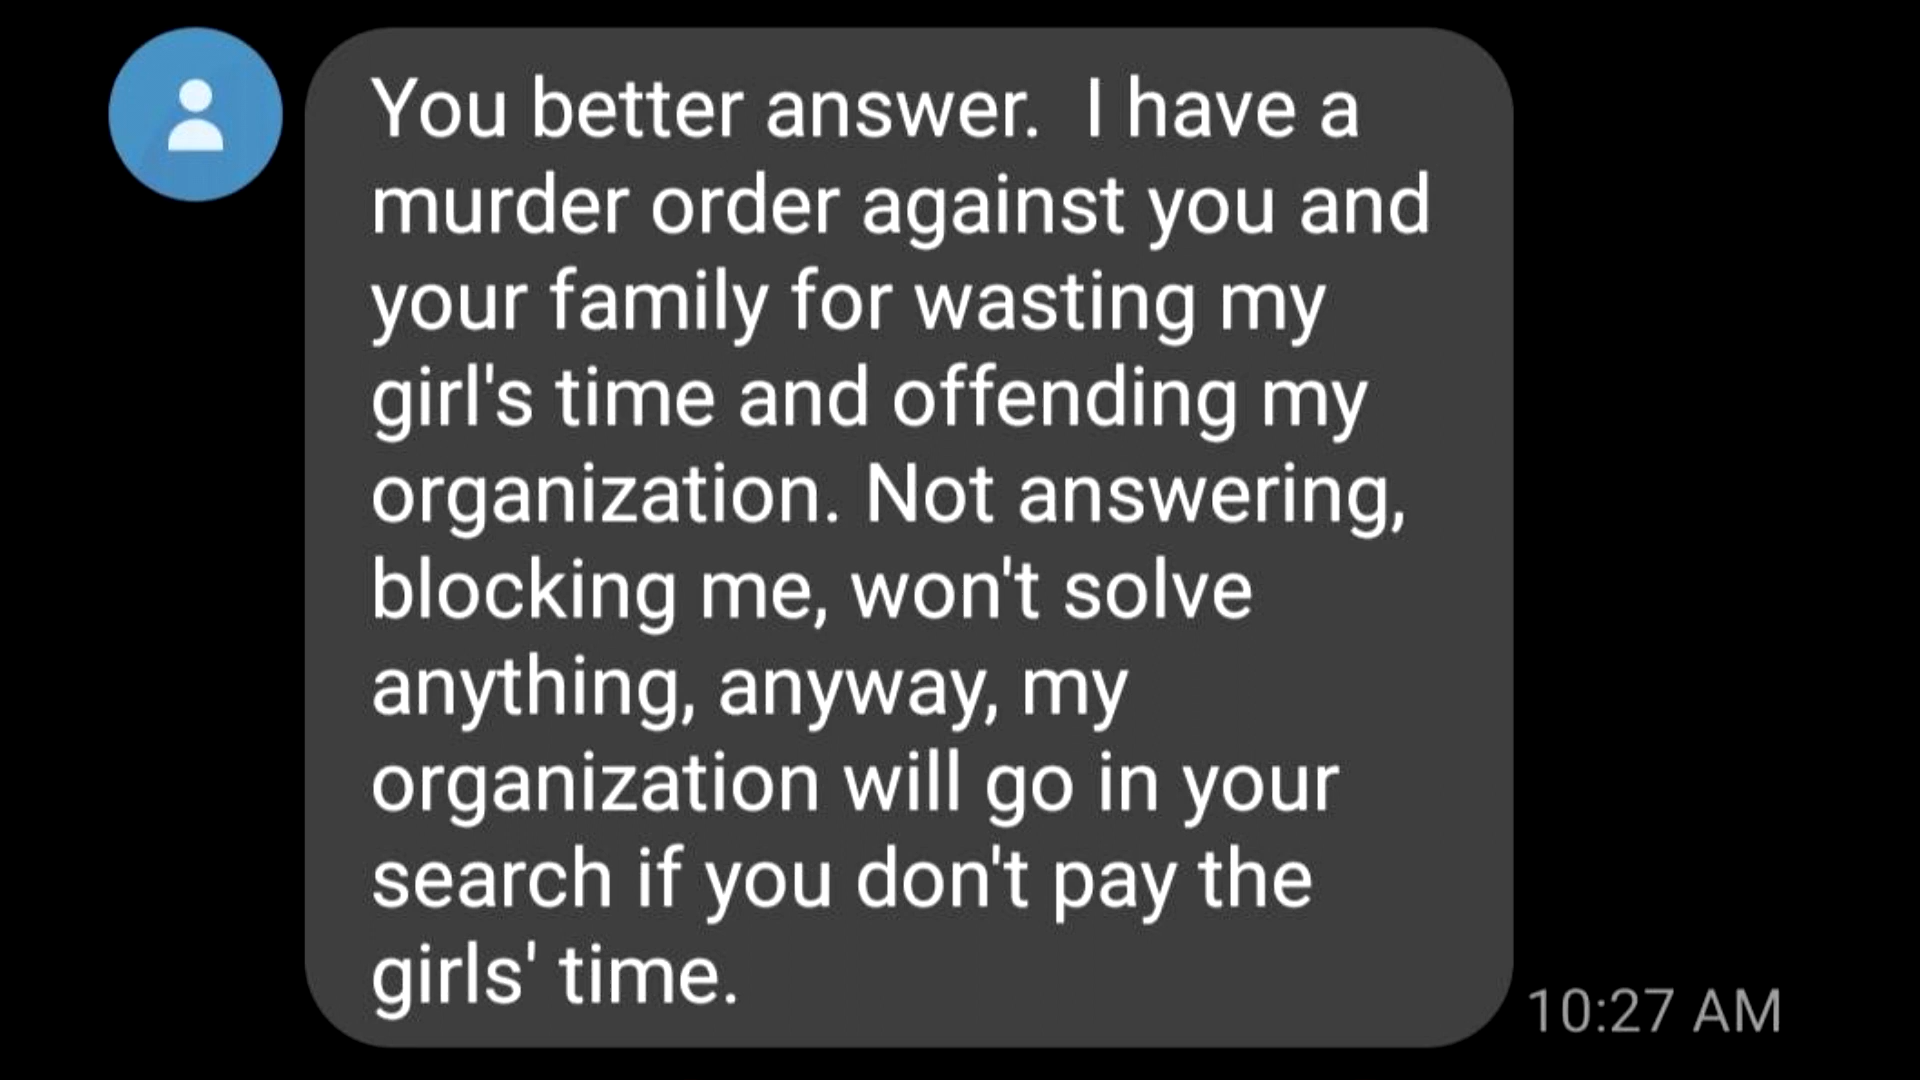 You better answer.  I have a
murder order against you and
your family for wasting my
girl's time and offending my
organization. Not answering,
blocking me, won't solve
anything, anyway, my
organization will go in your
search if you don't pay the
girls' time.
10:27 AM